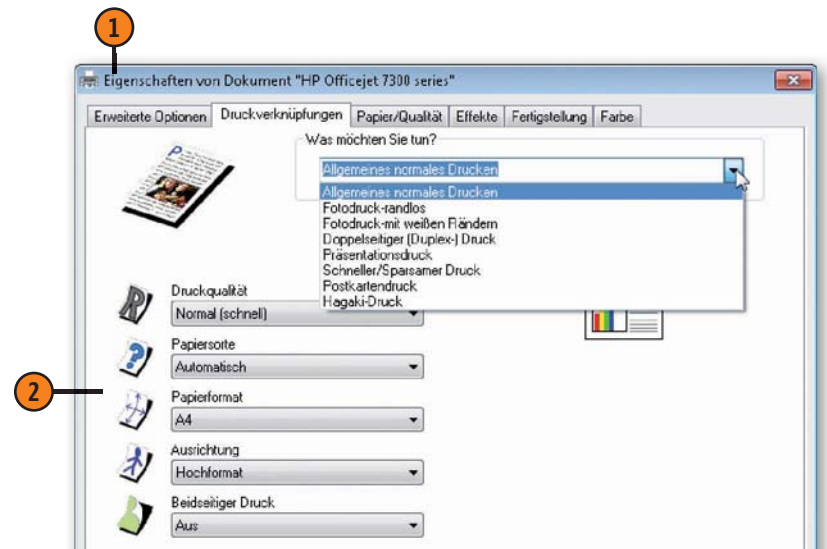 1
Eigenschaften von Dokument "HP Officejet 7300 series"
Erweiterte Optionen Druckverknüpfungen Papier/Qualität Effekte Fertigstellung Farbe
Was möchten Sie tun?
Allgemeines normales Drucken
Allgemeines normales Drucken
Fotodruck-randlos
Fotodruck-mit weißen Rändern
Doppelseitiger (Duplex-) Druck
Präsentationsdruck
Schneller/Sparsamer Druck
Postkartendruck
Hagaki-Druck
Druckqualität
Normal (schnell)
Papiersorte
Automatisch
2
Papierformat
A4
Ausrichtung
Hochformat
Beidseitiger Druck
Aus